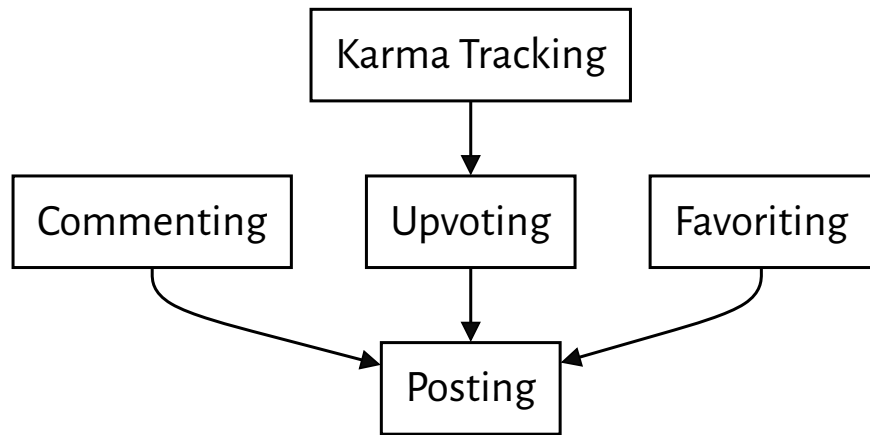 Karma Tracking
Commenting
Upvoting
Favoriting
Posting